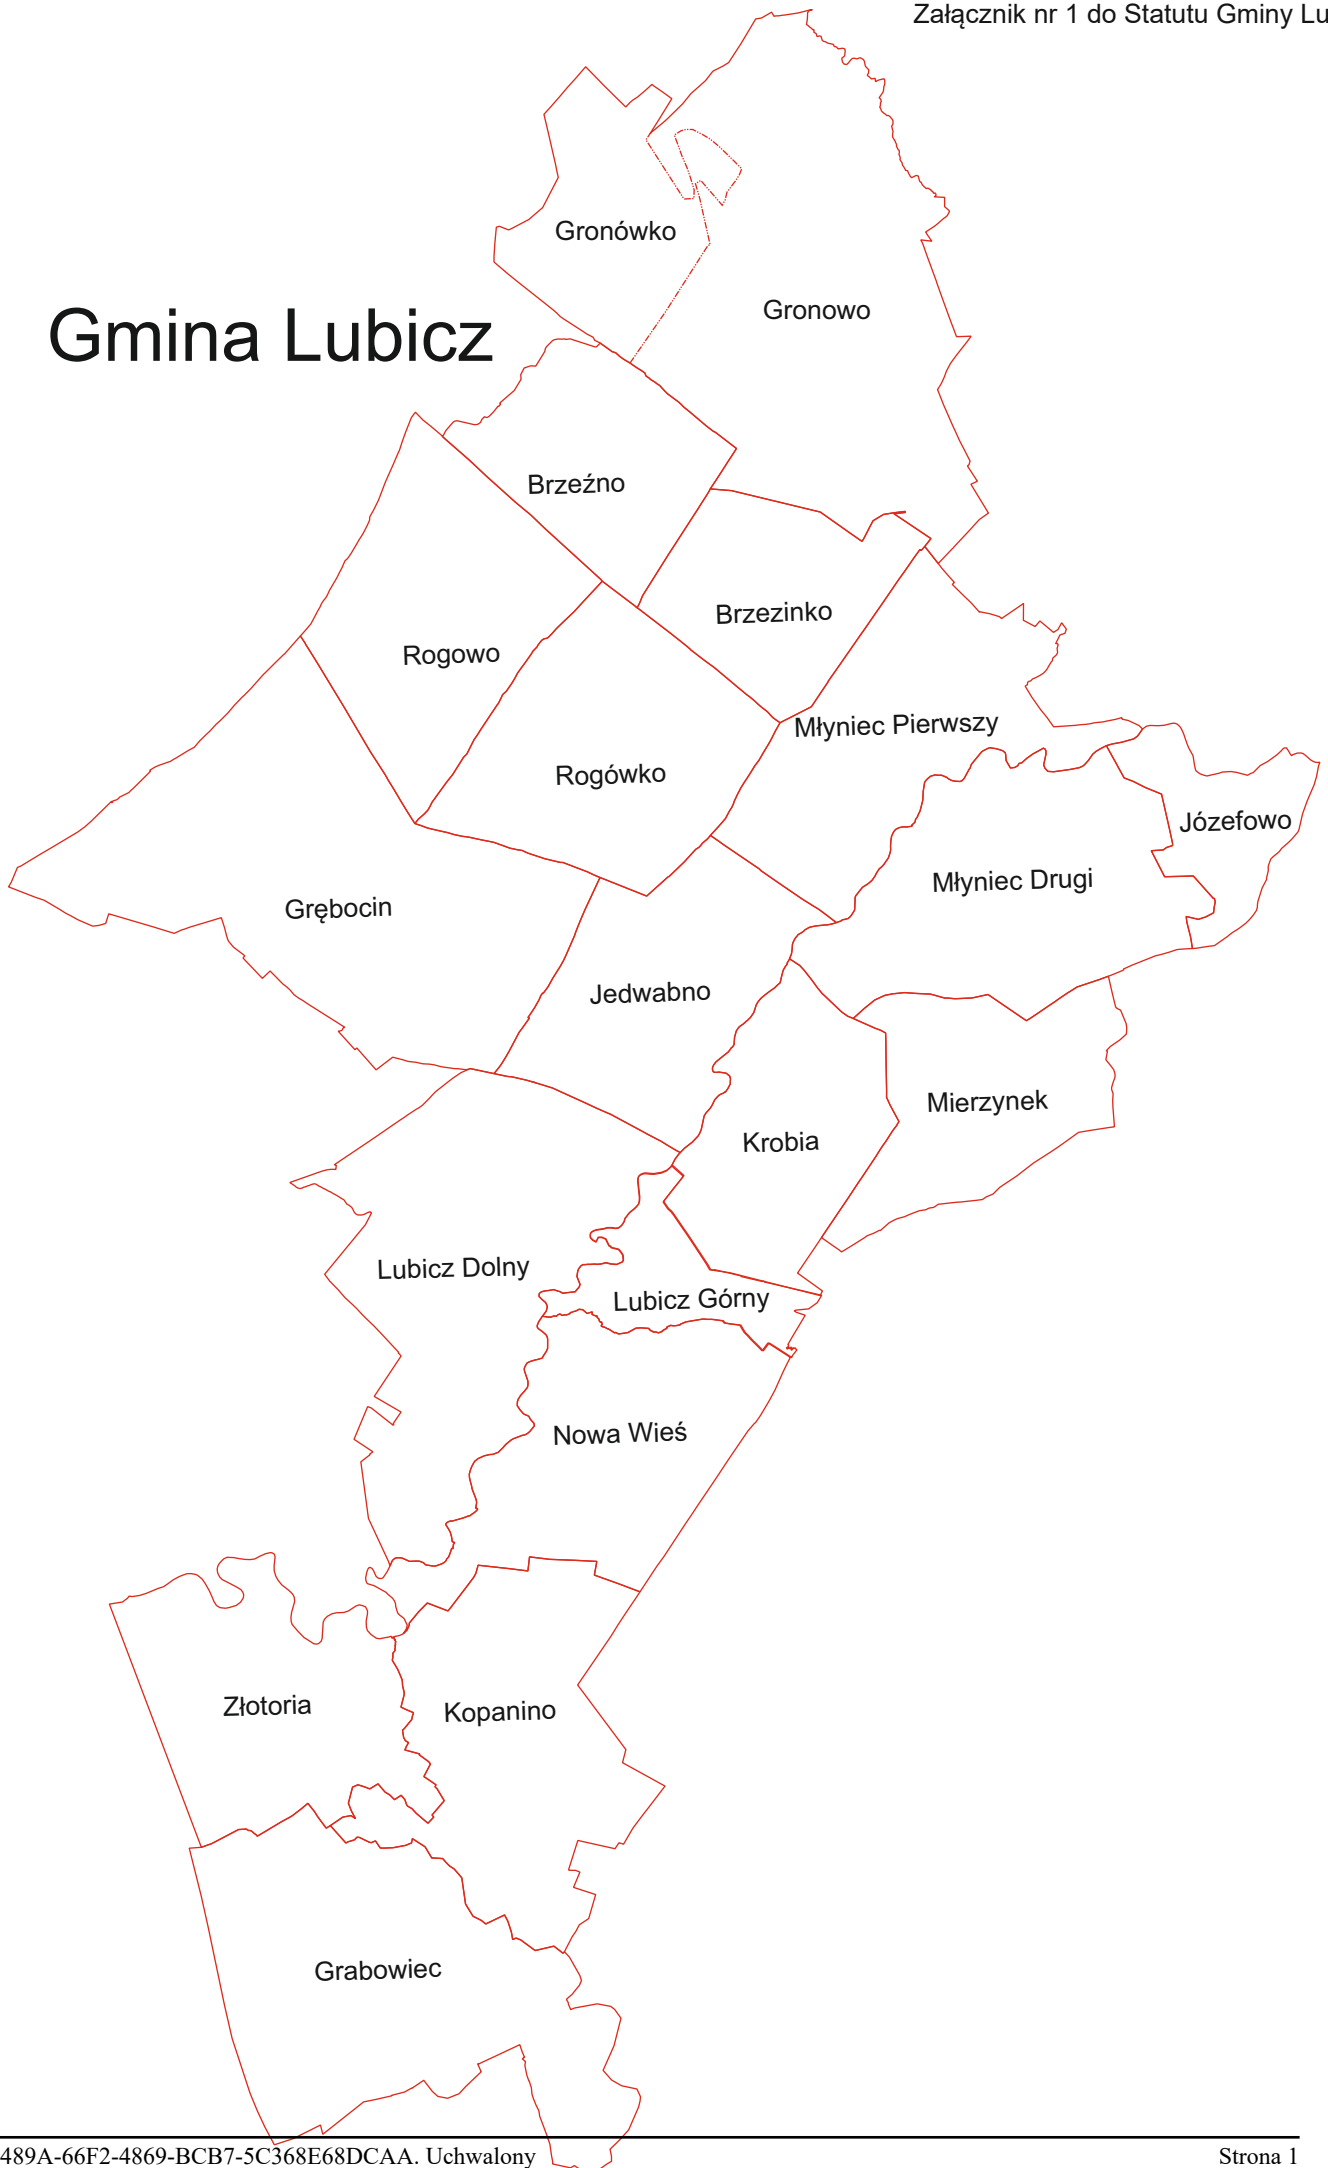 Załącznik nr 1 do Statutu Gminy Lu
Gronówko
Gronowo
Gmina Lubicz
Brzeźno
Brzezinko
Rogowo
Młyniec Pierwszy
Rogówko
Józefowo
Młyniec Drugi
Grębocin
Jedwabno
Mierzynek
Krobia
Lubicz Dolny
Lubicz Górny
Nowa Wieś
Złotoria
Kopanino
Grabowiec
489A-66F2-4869-BCB7-5C368E68DCAA. Uchwalony
Strona 1